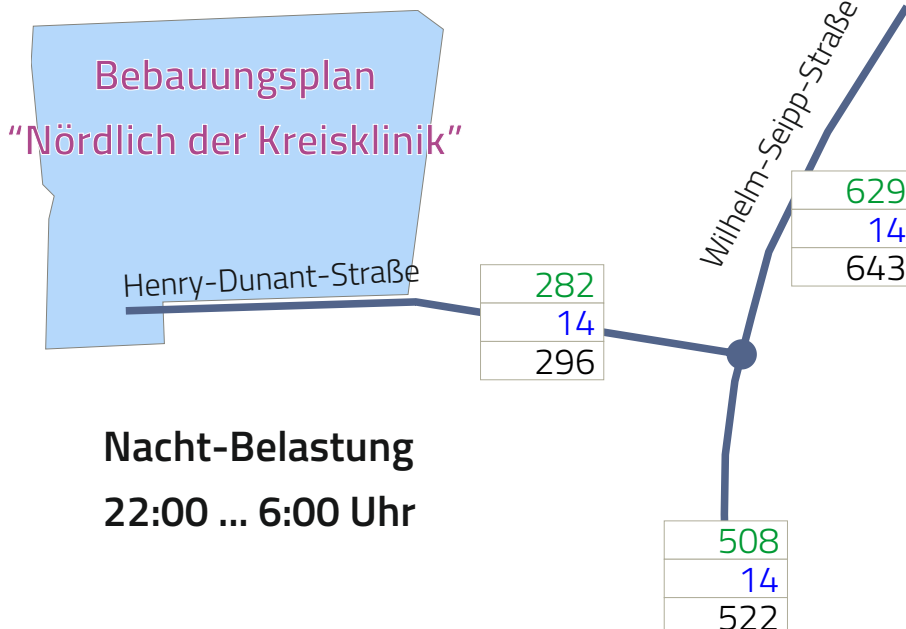 Bebauungsplan
“Nördlich der Kreisklinik”
Wilhelm-Seipp-Straße
629
14
643
Henry-Dunant-Straße
282
14
296
Nacht-Belastung
22:00 ... 6:00 Uhr
508
14
522